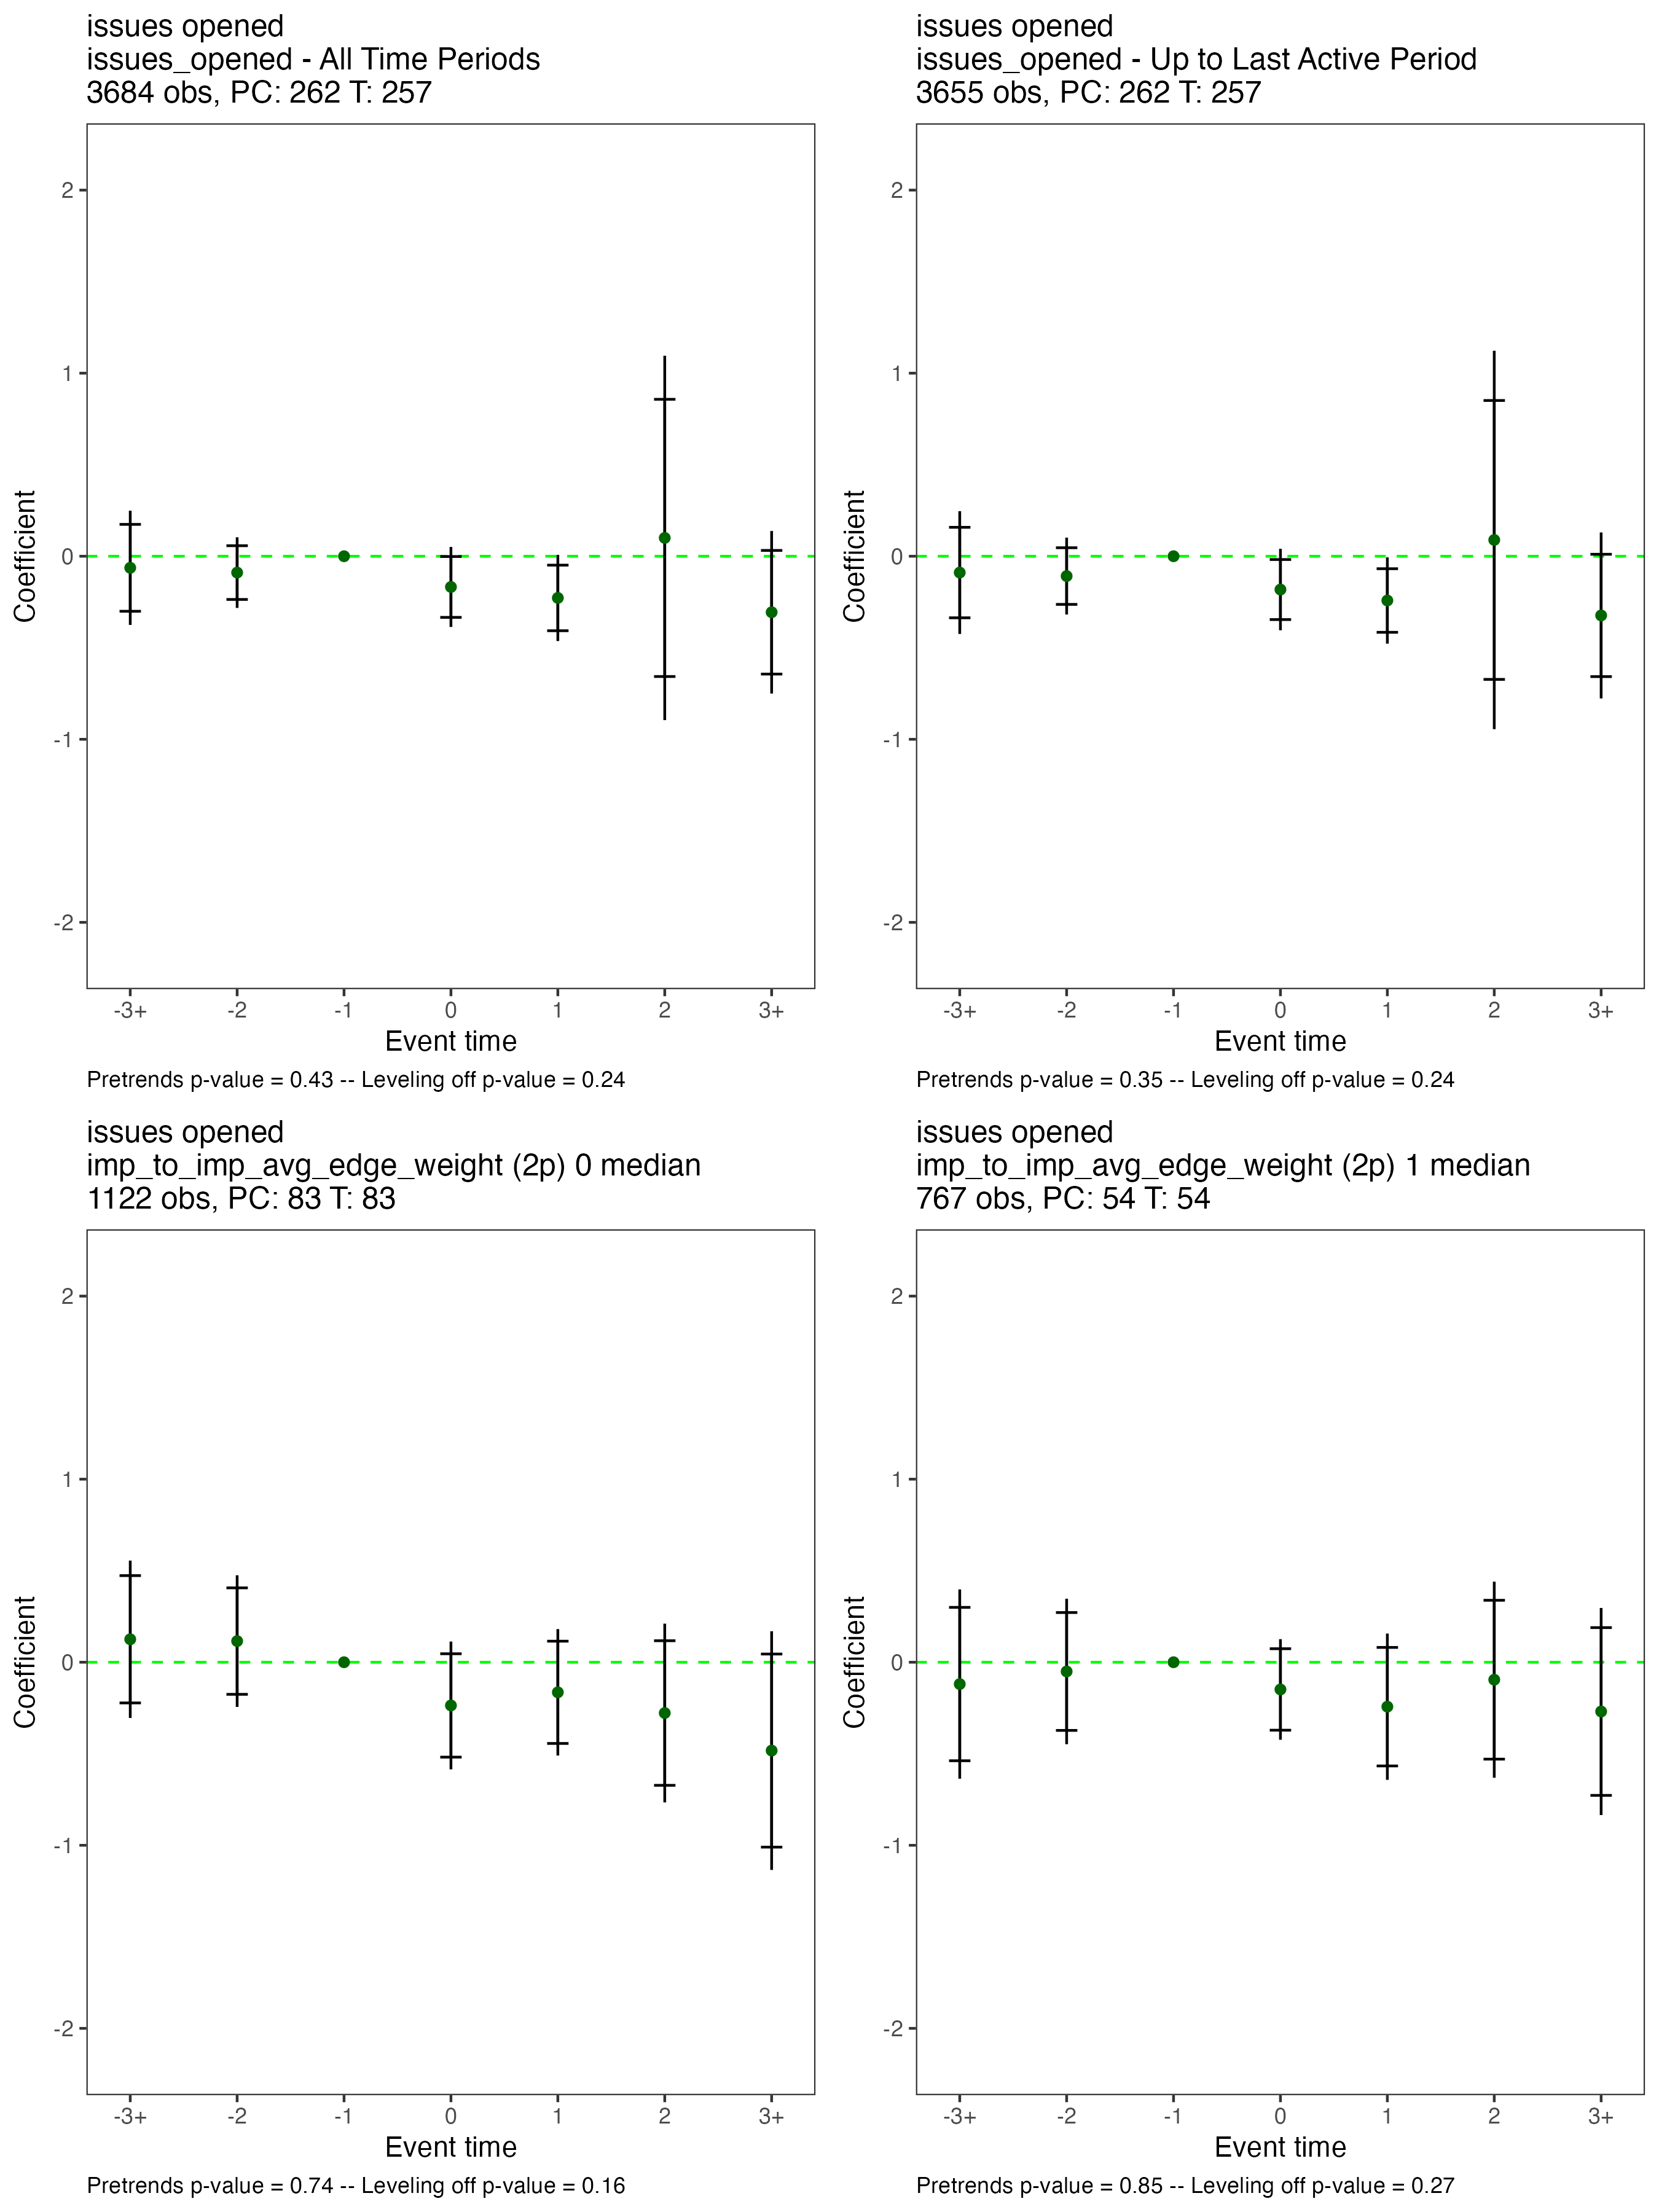 issues opened
issues_opened - All Time Periods
3684 obs, PC: 262 T: 257
2
1
0
-1
-2
Coefficient
-3+ -2 -1 0 1 2 3+
Event time
Pretrends p-value = 0.43 -- Leveling off p-value = 0.24
issues opened
issues_opened - Up to Last Active Period
3655 obs, PC: 262 T: 257
2
1
0
-1
-2
Coefficient
-3+ -2 -1 0 1 2 3+
Event time
Pretrends p-value = 0.35 -- Leveling off p-value = 0.24
issues opened
imp_to_imp_avg_edge_weight (2p) 0 median
1122 obs, PC: 83 T: 83
2
1
0
-1
-2
Coefficient
-3+ -2 -1 0 1 2 3+
Event time
Pretrends p-value = 0.74 -- Leveling off p-value = 0.16
issues opened
imp_to_imp_avg_edge_weight (2p) 1 median
767 obs, PC: 54 T: 54
2
1
0
-1
-2
Coefficient
-3+ -2 -1 0 1 2 3+
Event time
Pretrends p-value = 0.85 -- Leveling off p-value = 0.27